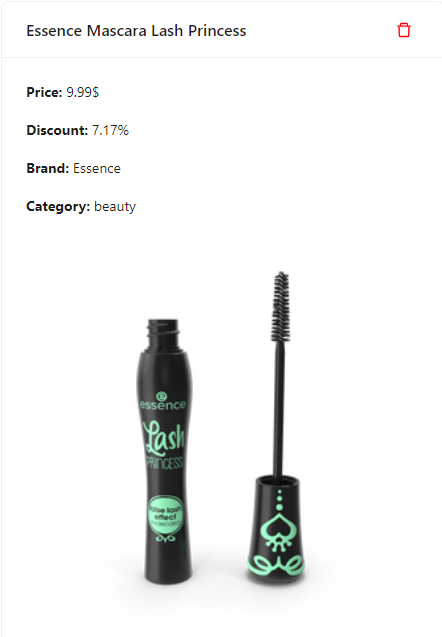 Essence Mascara Lash Princess
Price: 9.99$
Discount: 7.17%
Brand: Essence
Category: beauty
e
essence
Lash
PRINCESS
false lash
effect
mascara